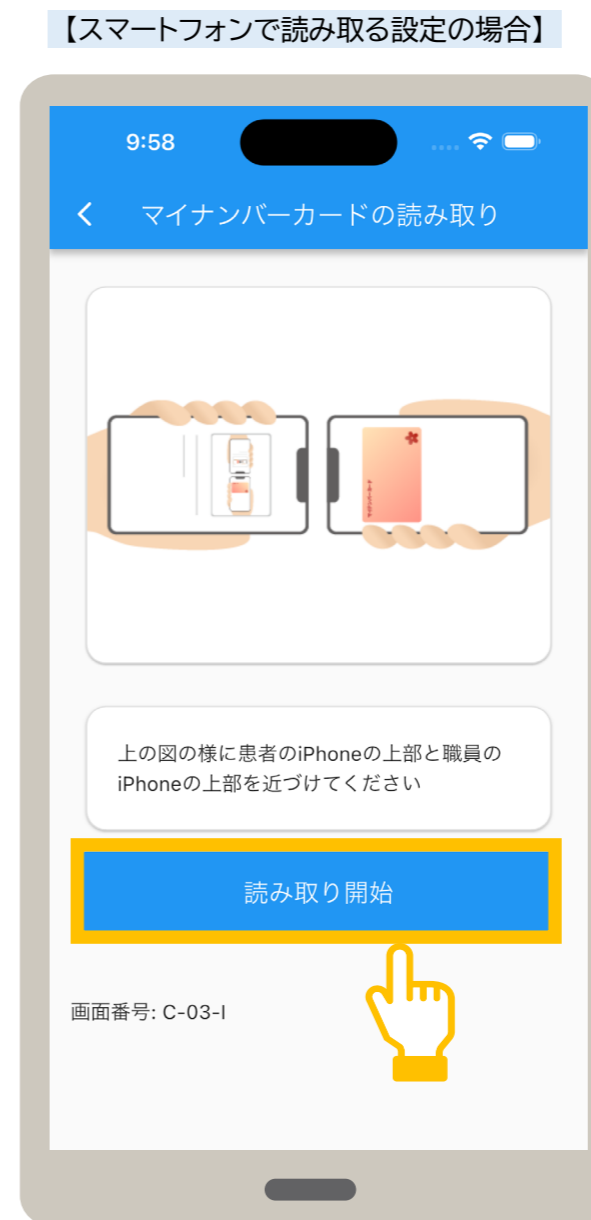 【スマートフォンで読み取る設定の場合】
9:58
マイナンバーカードの読み取り
上の図の様に患者のiPhoneの上部と職員の
iPhoneの上部を近づけてください
読み取り開始
画面番号: C-03-I